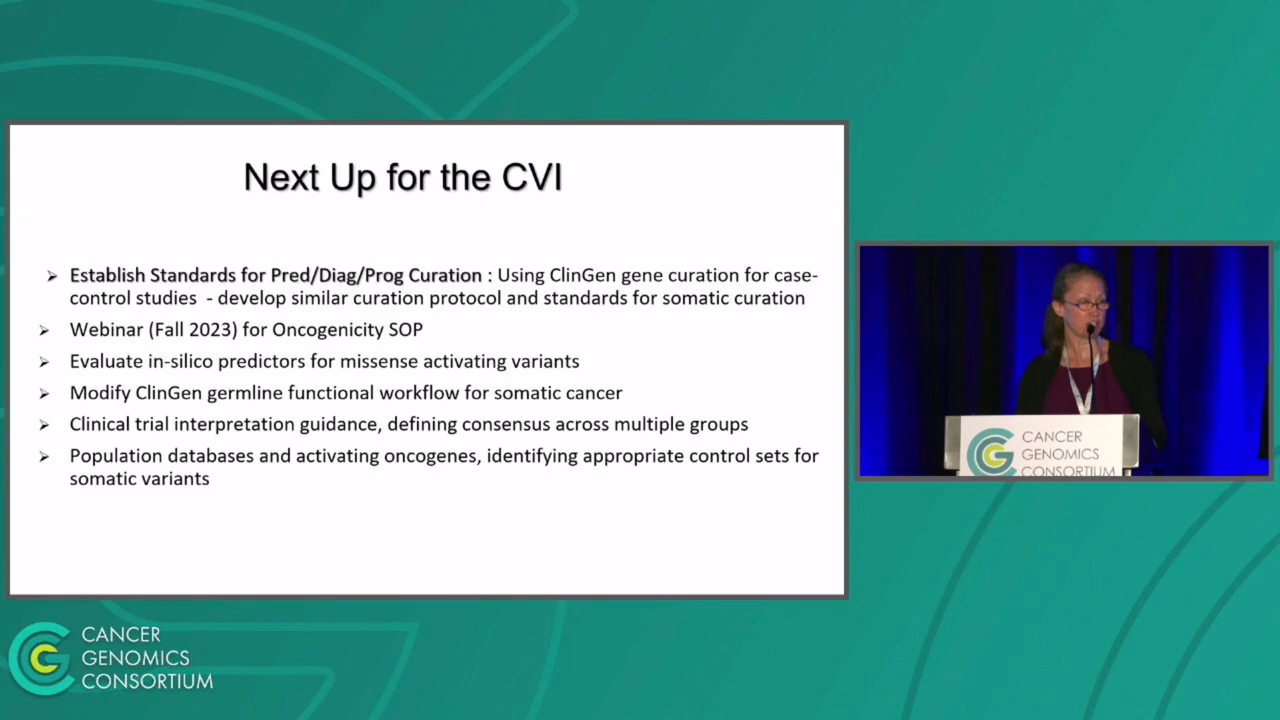 Next Up for the CVI
➢ Establish Standards for Pred/Diag/Prog Curation : Using ClinGen gene curation for case-
control studies - develop similar curation protocol and standards for somatic curation
➢ Webinar (Fall 2023) for Oncogenicity SOP
➢ Evaluate in-silico predictors for missense activating variants
➢ Modify ClinGen germline functional workflow for somatic cancer
➢ Clinical trial interpretation guidance, defining consensus across multiple groups
➢ Population databases and activating oncogenes, identifying appropriate control sets for
somatic variants
CANCER
GENOMICS
CONSORTIUM
CANCER
GENOMICS
CONSORTIUM